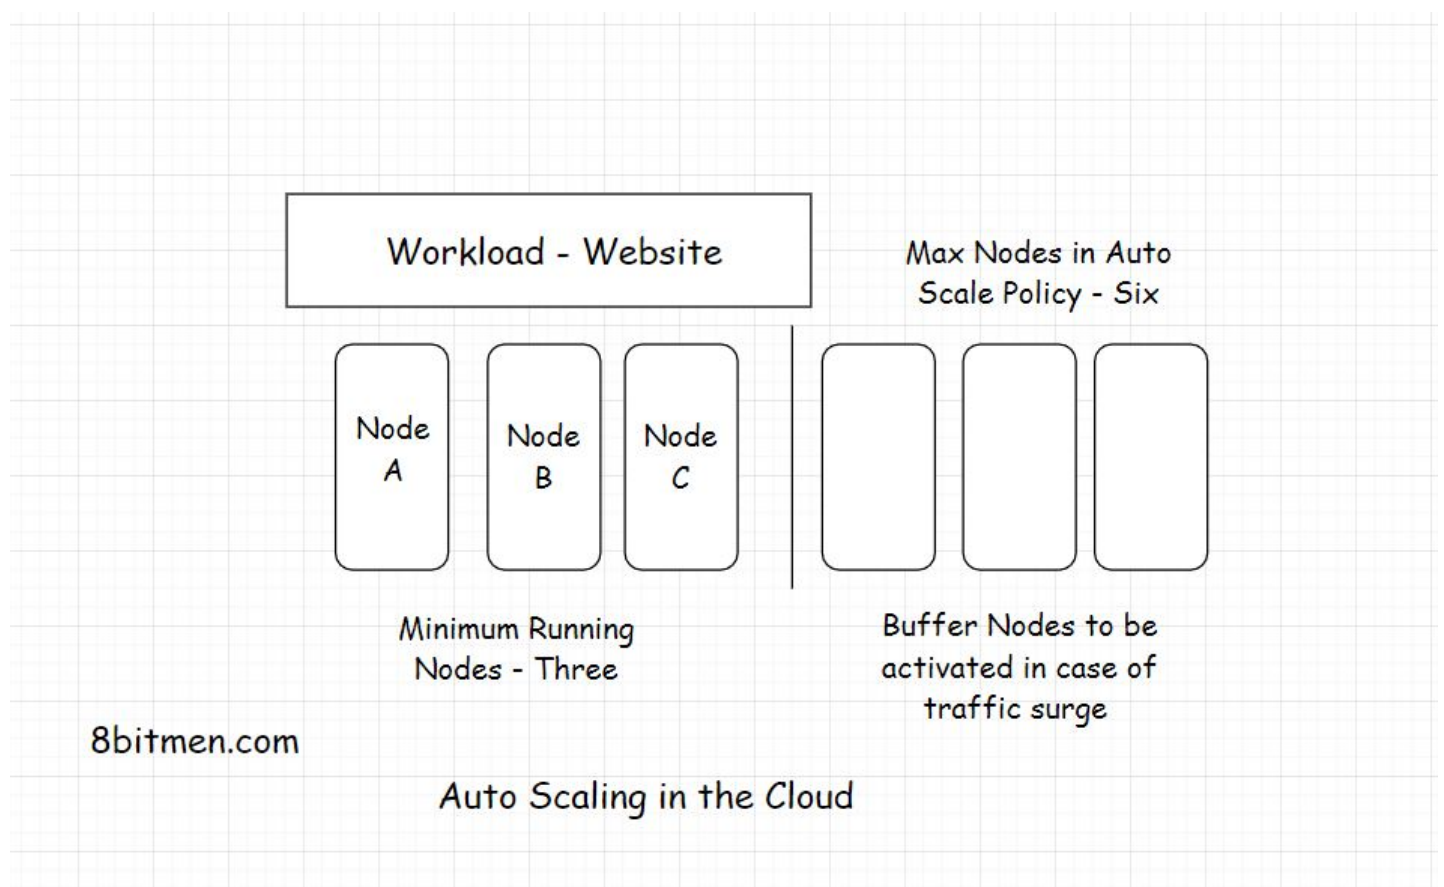 Workload - Website
Max Nodes in Auto
Scale Policy - Six
Node
A
Node
B
Node
C
Minimum Running
Nodes - Three
Buffer Nodes to be
activated in case of
traffic surge
8bitmen.com
Auto Scaling in the Cloud